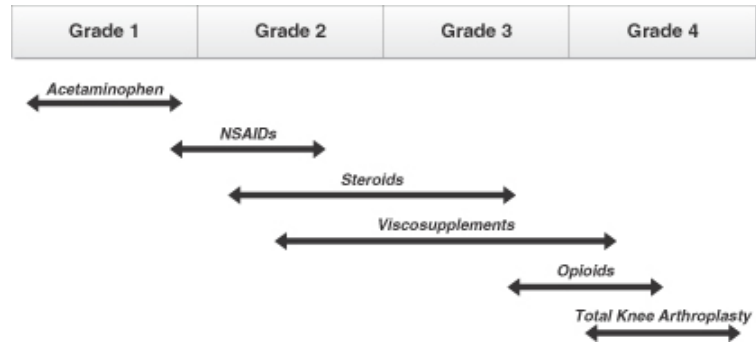 Grade 1 Grade 2 Grade 3 Grade 4
Acetaminophen
NSAIDs
Steroids
Viscosupplements
Opioids
Total Knee Arthroplasty